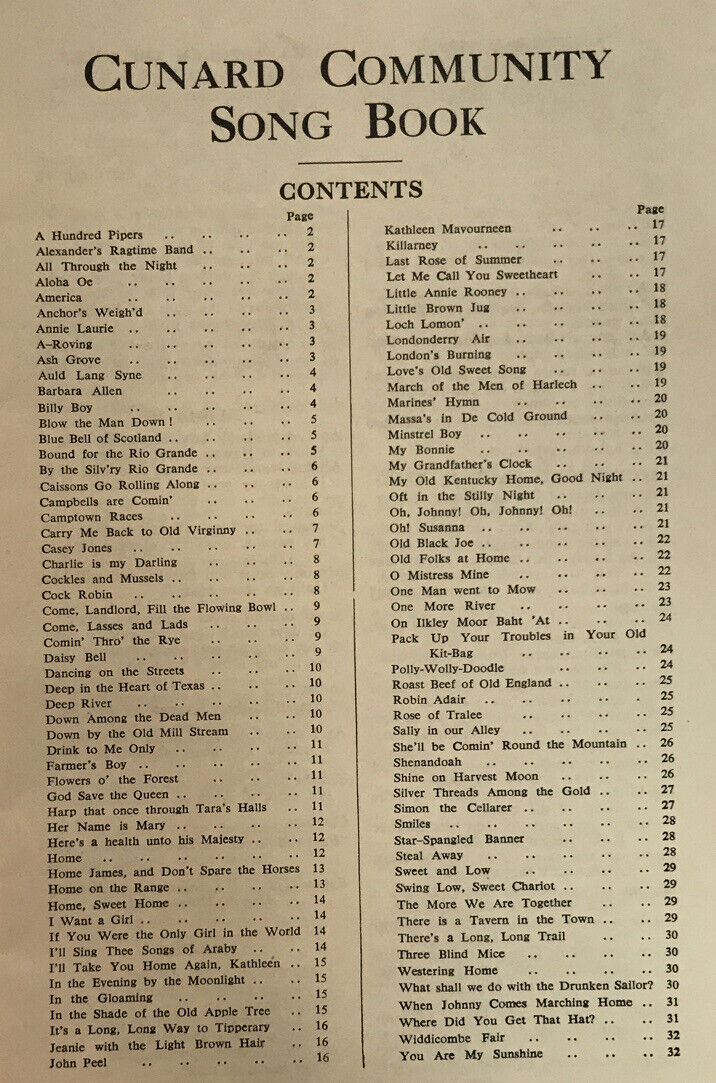 CUNARD COMMUNITY
SONG BOOK
CONTENTS
Page
A Hundred Pipers .. .. .. .. 2
Alexander's Ragtime Band .. .. .. 2
All Through the Night .. .. .. 2
Aloha Oe .. .. .. .. 2
America .. .. .. .. 2
Anchor's Weigh'd .. .. .. 3
Annie Laurie .. .. .. .. 3
A-Roving .. .. .. .. 3
Ash Grove .. .. .. .. 3
Auld Lang Syne .. .. .. 4
Barbara Allen .. .. .. 4
Billy Boy .. .. .. .. 4
Blow the Man Down! .. .. .. 5
Blue Bell of Scotland .. .. .. 5
Bound for the Rio Grande .. .. .. 5
By the Silv'ry Rio Grande .. .. .. 6
Caissons Go Rolling Along .. .. .. 6
Campbells are Comin' .. .. .. 6
Camptown Races .. .. .. 6
Carry Me Back to Old Virginny .. .. 7
Casey Jones .. .. .. .. 7
Charlie is my Darling .. .. .. 8
Cockles and Mussels .. .. .. 8
Cock Robin .. .. .. .. 8
Come, Landlord, Fill the Flowing Bowl .. 9
Come, Lasses and Lads .. .. .. 9
Comin' Thro' the Rye .. .. .. 9
Daisy Bell .. .. .. .. 9
Dancing on the Streets .. .. .. 10
Deep in the Heart of Texas .. .. .. 10
Deep River .. .. .. .. 10
Down Among the Dead Men .. .. 10
Down by the Old Mill Stream .. .. 10
Drink to Me Only .. .. .. .. 11
Farmer's Boy .. .. .. .. 11
Flowers o' the Forest .. .. .. 11
God Save the Queen .. .. .. 11
Harp that once through Tara's Halls .. 11
Her Name is Mary .. .. .. .. 12
Here's a health unto his Majesty .. .. 12
Home .. .. .. .. .. 12
Home James, and Don't Spare the Horses 13
Home on the Range .. .. .. 13
Home, Sweet Home .. .. .. .. 14
I Want a Girl .. .. .. .. 14
If You Were the Only Girl in the World 14
I'll Sing Thee Songs of Araby .. .. 14
I'll Take You Home Again, Kathleen .. 15
In the Evening by the Moonlight .. .. 15
In the Gloaming .. .. .. .. 15
In the Shade of the Old Apple Tree .. 15
It's a Long, Long Way to Tipperary .. 16
Jeanie with the Light Brown Hair .. 16
John Peel .. .. .. .. .. 16
Page
Kathleen Mavourneen .. .. .. 17
Killarney .. .. .. .. 17
Last Rose of Summer .. .. .. 17
Let Me Call You Sweetheart .. .. 17
Little Annie Rooney .. .. .. .. 18
Little Brown Jug .. .. .. .. 18
Loch Lomon' .. .. .. .. .. 18
Londonderry Air .. .. .. .. 19
London's Burning .. .. .. .. 19
Love's Old Sweet Song .. .. .. 19
March of the Men of Harlech .. .. 19
Marines' Hymn .. .. .. .. 20
Massa's in De Cold Ground .. .. 20
Minstrel Boy .. .. .. .. 20
My Bonnie .. .. .. .. 20
My Grandfather's Clock .. .. .. 21
My Old Kentucky Home, Good Night .. 21
Oft in the Stilly Night .. .. .. 21
Oh, Johnny! Oh, Johnny! Oh! .. .. 21
Oh! Susanna .. .. .. .. 21
Old Black Joe .. .. .. .. 22
Old Folks at Home .. .. .. .. 22
O Mistress Mine .. .. .. .. 22
One Man went to Mow .. .. .. 23
One More River .. .. .. .. 23
On Ilkley Moor Baht 'At .. .. .. 24
Pack Up Your Troubles in Your Old
Kit-Bag .. .. .. .. 24
Polly-Wolly-Doodle .. .. .. 24
Roast Beef of Old England .. .. .. 25
Robin Adair .. .. .. .. . 25
Rose of Tralee .. .. .. .. 25
Sally in our Alley .. .. .. .. 25
She'll be Comin' Round the Mountain .. 26
Shenandoah .. .. .. .. .. 26
Shine on Harvest Moon .. .. .. 26
Silver Threads Among the Gold .. .. 27
Simon the Cellarer .. .. .. .. 27
Smiles .. .. .. .. .. 28
Star-Spangled Banner .. .. .. 28
Steal Away .. .. .. .. .. 28
Sweet and Low .. .. .. .. 29
Swing Low, Sweet Chariot .. .. .. 29
The More We Are Together .. .. 29
There is a Tavern in the Town .. .. 29
There's a Long, Long Trail .. .. 30
Three Blind Mice .. .. .. .. 30
Westering Home .. .. .. .. 30
What shall we do with the Drunken Sailor? 30
When Johnny Comes Marching Home .. 31
Where Did You Get That Hat? .. .. 31
Widdicombe Fair .. .. .. .. 32
You Are My Sunshine .. .. .. 32